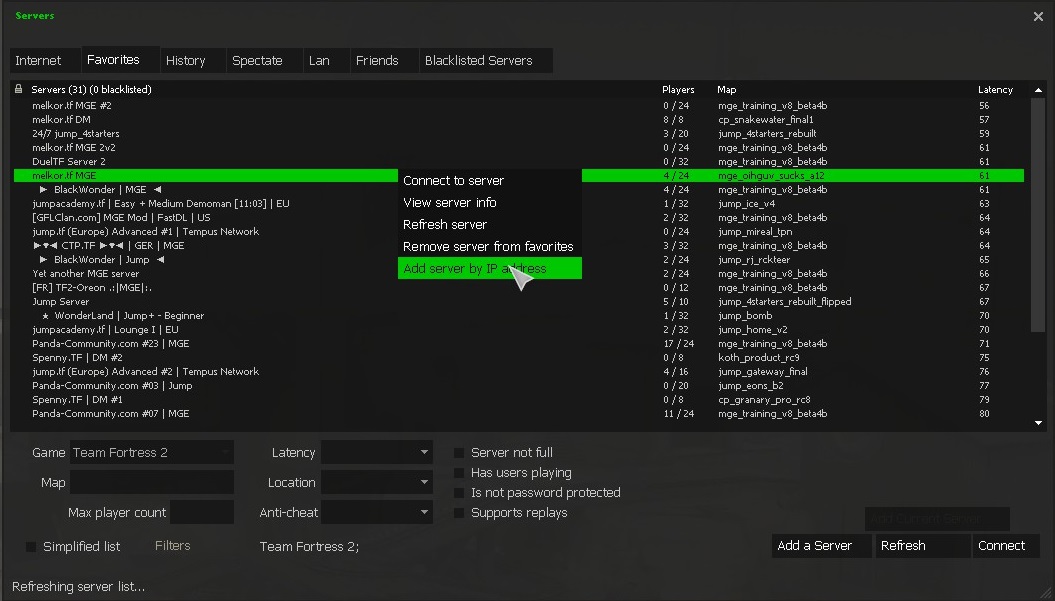 Servers
Internet Favorites History Spectate Lan Friends Blacklisted Servers
Servers (31) (0 blacklisted) Players Map Latency
melkor.tf MGE #2 0 / 24 mge_training_v8_beta4b 56
melkor.tf DM 8 / 8 cp_snakewater_final1 57
24/7 jump_4starters 3 / 20 jump_4starters_rebuilt 59
melkor.tf MGE 2v2 0 / 24 mge_training_v8_beta4b 61
DuelTF Server 2 0 / 32 mge_training_v8_beta4b 61
melkor.tf MGE 4 / 24 mge_oihguv_sucks_a12 61
► BlackWonder | MGE ◄ 4 / 24 mge_training_v8_beta4b 61
jumpacademy.tf | Easy + Medium Demoman [11:03] | EU 1 / 32 jump_ice_v4 63
[GFLClan.com] MGE Mod | FastDL | US 2 / 32 mge_training_v8_beta4b 64
jump.tf (Europe) Advanced #1 | Tempus Network 0 / 24 jump_mireal_tpn 64
CTP.TF | GER | MGE 3 / 32 mge_training_v8_beta4b 64
► BlackWonder | Jump ◄ 2 / 24 jump_rj_rckteer 65
Yet another MGE server 2 / 24 mge_training_v8_beta4b 66
[FR] TF2-Oreon .:|MGE|:. 0 / 12 mge_training_v8_beta4b 67
Jump Server 5 / 10 jump_4starters_rebuilt_flipped 67
★ WonderLand | Jump+ - Beginner 1 / 32 jump_bomb 70
jumpacademy.tf | Lounge I | EU 2 / 32 jump_home_v2 70
Panda-Community.com #23 | MGE 17 / 24 mge_training_v8_beta4b 71
Spenny.TF | DM #2 0 / 8 koth_product_rc9 75
jump.tf (Europe) Advanced #2 | Tempus Network 4 / 16 jump_gateway_final 76
Panda-Community.com #03 | Jump 0 / 20 jump_eons_b2 77
Spenny.TF | DM #1 0 / 8 cp_granary_pro_rc8 79
Panda-Community.com #07 | MGE 11 / 24 mge_training_v8_beta4b 80
Connect to server
View server info
Refresh server
Remove server from favorites
Add server by IP address
Game Team Fortress 2 Latency Server not full
Has users playing
Map Location Is not password protected
Max player count Anti-cheat Supports replays
Add Current Server
Simplified list Filters Team Fortress 2; Add a Server Refresh Connect
Refreshing server list...